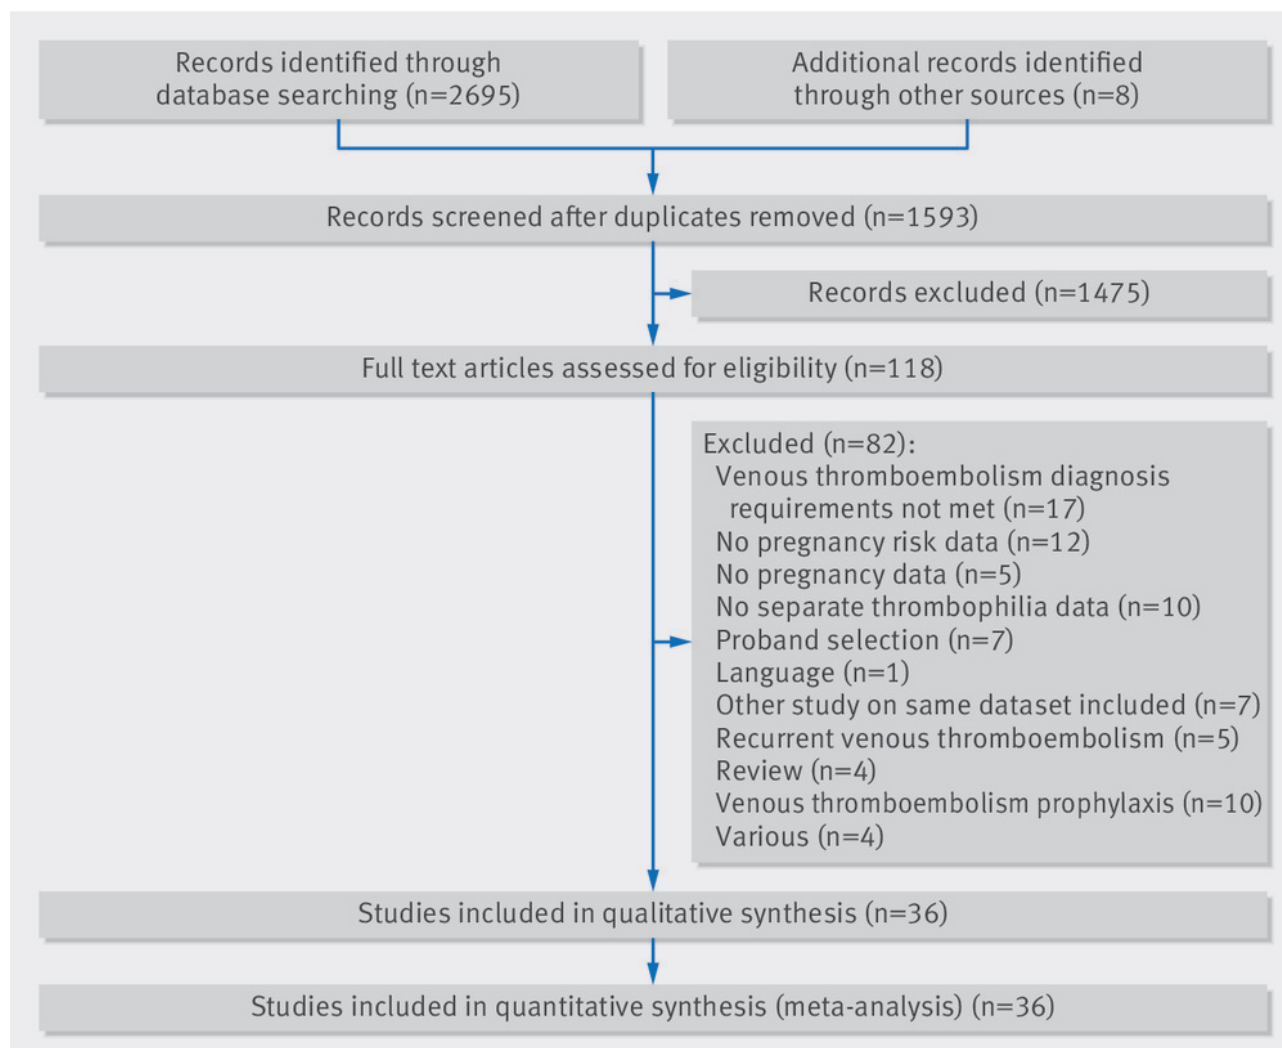 Records identified through
database searching (n=2695)
Additional records identified
through other sources (n=8)
Records screened after duplicates removed (n=1593)
Records excluded (n=1475)
Full text articles assessed for eligibility (n=118)
Excluded (n=82):
Venous thromboembolism diagnosis
requirements not met (n=17)
No pregnancy risk data (n=12)
No pregnancy data (n=5)
No separate thrombophilia data (n=10)
Proband selection (n=7)
Language (n=1)
Other study on same dataset included (n=7)
Recurrent venous thromboembolism (n=5)
Review (n=4)
Venous thromboembolism prophylaxis (n=10)
Various (n=4)
Studies included in qualitative synthesis (n=36)
Studies included in quantitative synthesis (meta-analysis) (n=36)